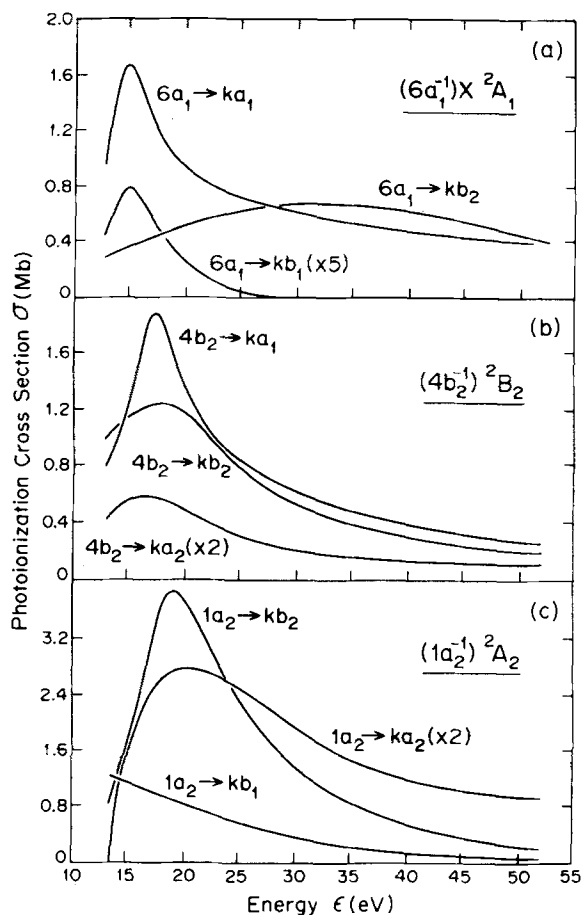 Photoionization Cross Section σ (Mb)
2.0
1.6
1.2
0.8
0.4
0
(a)
(6a₁⁻¹)X ²A₁
6a₁→ka₁
6a₁→kb₂
6a₁→kb₁(x5)
1.6
1.2
0.8
0.4
0
(b)
(4b₂⁻¹) ²B₂
4b₂→ka₁
4b₂→kb₂
4b₂→ka₂(x2)
3.2
2.4
1.6
0.8
0
(c)
(1a₂⁻¹) ²A₂
1a₂→kb₂
1a₂→ka₂(x2)
1a₂→kb₁
10 15 20 25 30 35 40 45 50 55
Energy ε(eV)